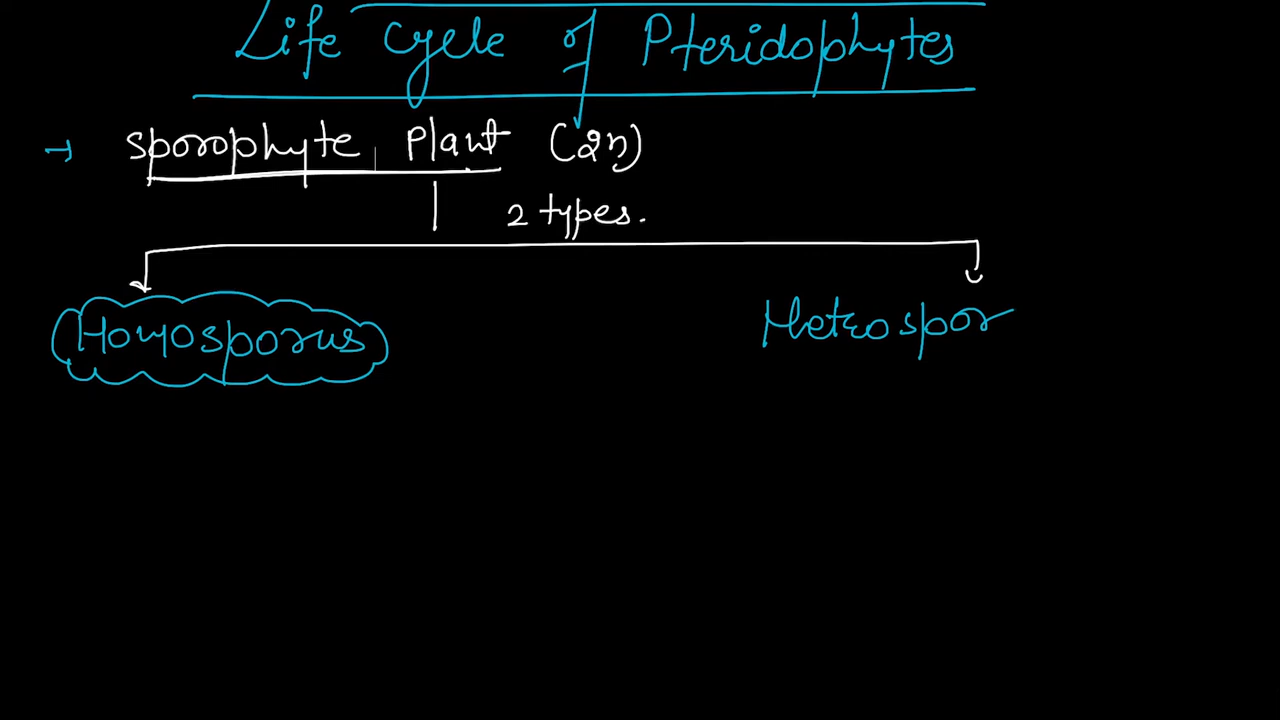 Life cycle of Pteridophytes
→ sporophyte Plant (2n)
2 types.
Homosporus
Hetrospor